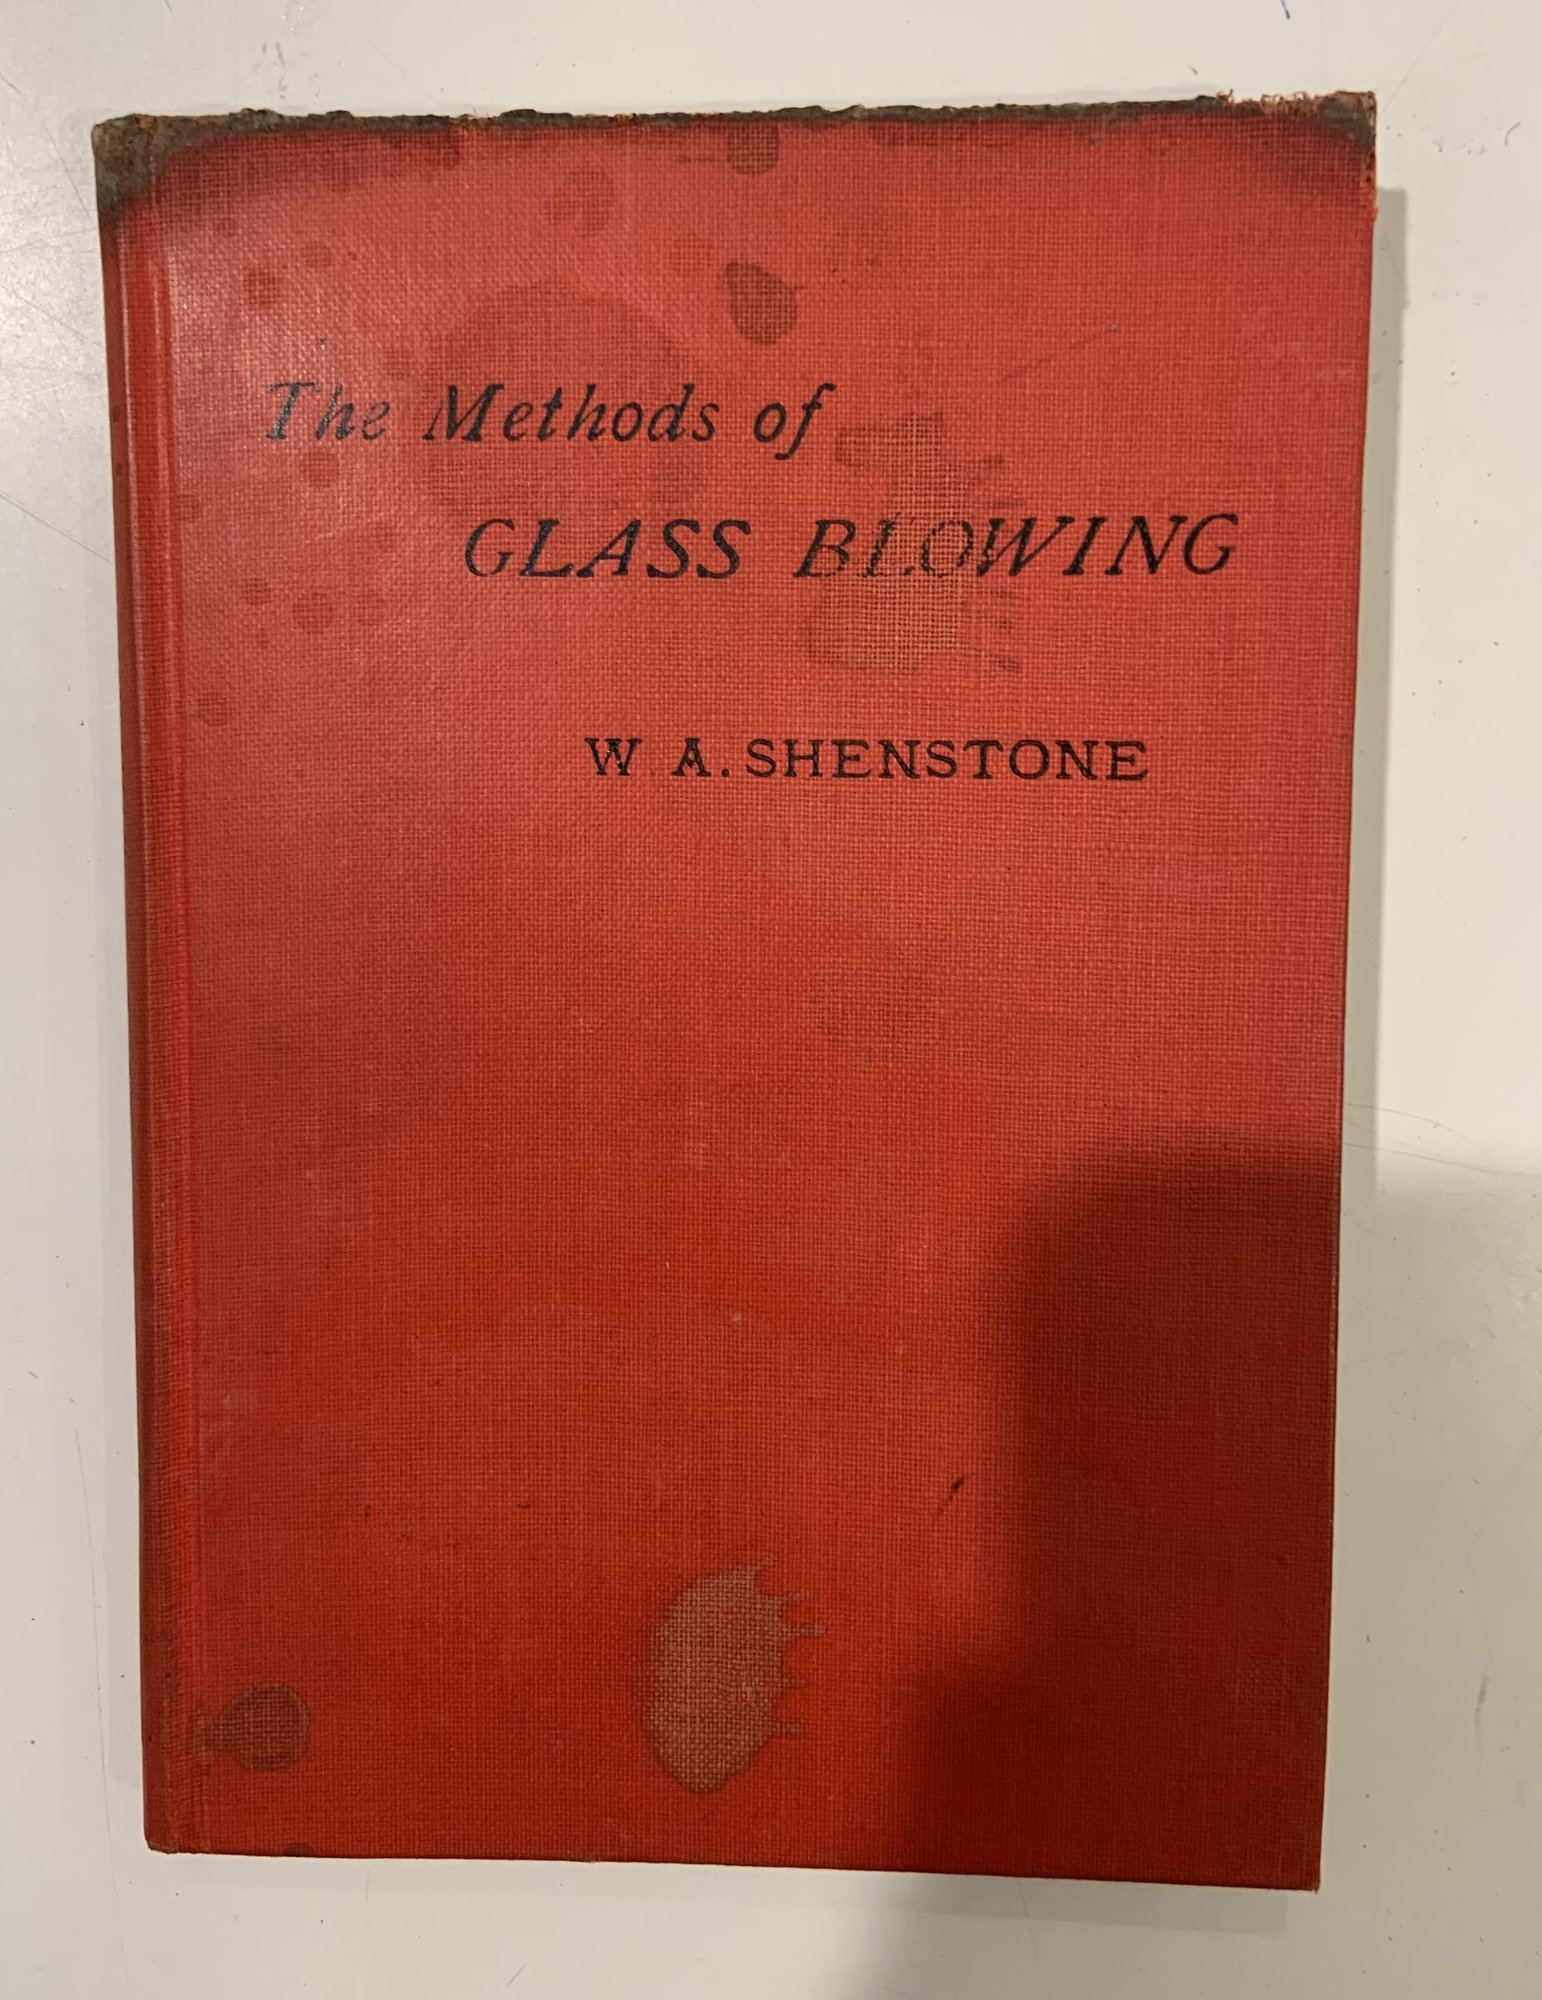 The Methods of
GLASS BLOWING
W A. SHENSTONE